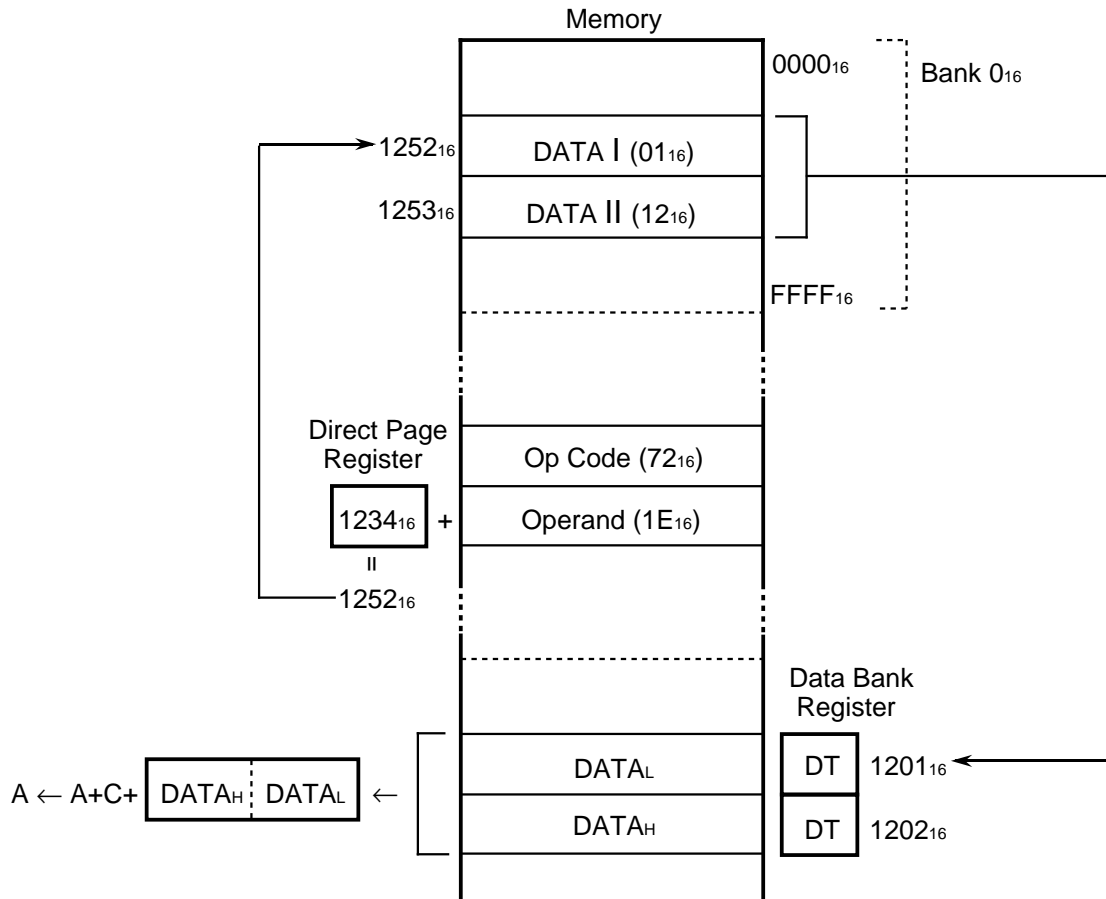 Memory
0000₁₆
Bank 0₁₆
1252₁₆
DATA I (01₁₆)
1253₁₆
DATA II (12₁₆)
FFFF₁₆
Direct Page
Register
Op Code (72₁₆)
1234₁₆ + Operand (1E₁₆)
=
1252₁₆
Data Bank
Register
DATAL
DT 1201₁₆
A ← A+C+ DATAH DATAL ←
DATAH
DT 1202₁₆